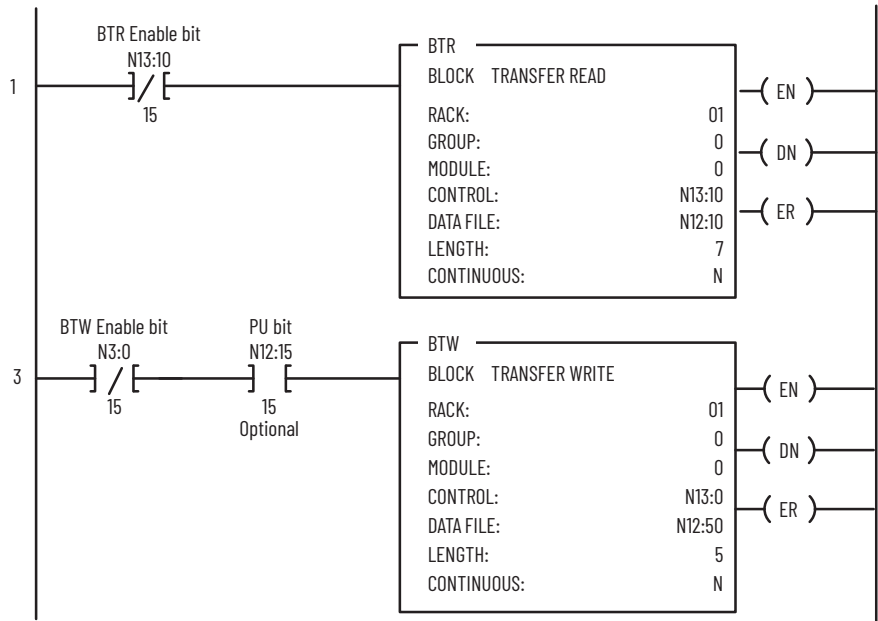 BTR Enable bit
N13:10
15
1
BTR
BLOCK TRANSFER READ
RACK: 01
GROUP: 0
MODULE: 0
CONTROL: N13:10
DATA FILE: N12:10
LENGTH: 7
CONTINUOUS: N
EN
DN
ER
BTW Enable bit
N3:0
15
PU bit
N12:15
15
Optional
3
BTW
BLOCK TRANSFER WRITE
RACK: 01
GROUP: 0
MODULE: 0
CONTROL: N13:0
DATA FILE: N12:50
LENGTH: 5
CONTINUOUS: N
EN
DN
ER